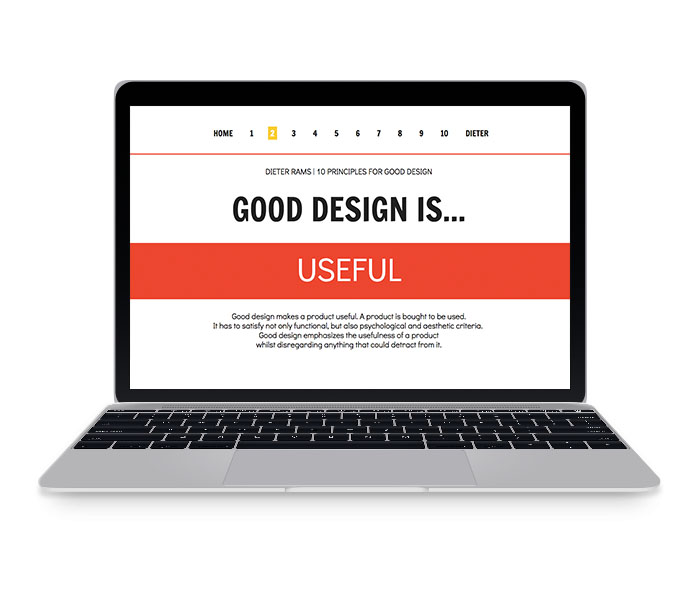 HOME 1 2 3 4 5 6 7 8 9 10 DIETER
DIETER RAMS | 10 PRINCIPLES FOR GOOD DESIGN
GOOD DESIGN IS...
USEFUL
Good design makes a product useful. A product is bought to be used.
It has to satisfy not only functional, but also psychological and aesthetic criteria.
Good design emphasizes the usefulness of a product
whilst disregarding anything that could detract from it.